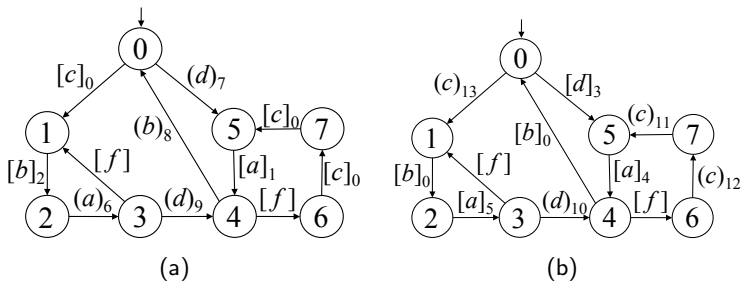 0 0
[c]₀ (d)₇ (c)₁₃ [d]₃
1 (b)₈ 5 [c]₀ 7 1 [b]₀ 5 (c)₁₁ 7
[b]₂ [f] [a]₁ [c]₀ [b]₀ [f] [a]₄ (c)₁₂
2 (a)₆ 3 (d)₉ 4 [f] 6 2 [a]₅ 3 (d)₁₀ 4 [f] 6
(a) (b)